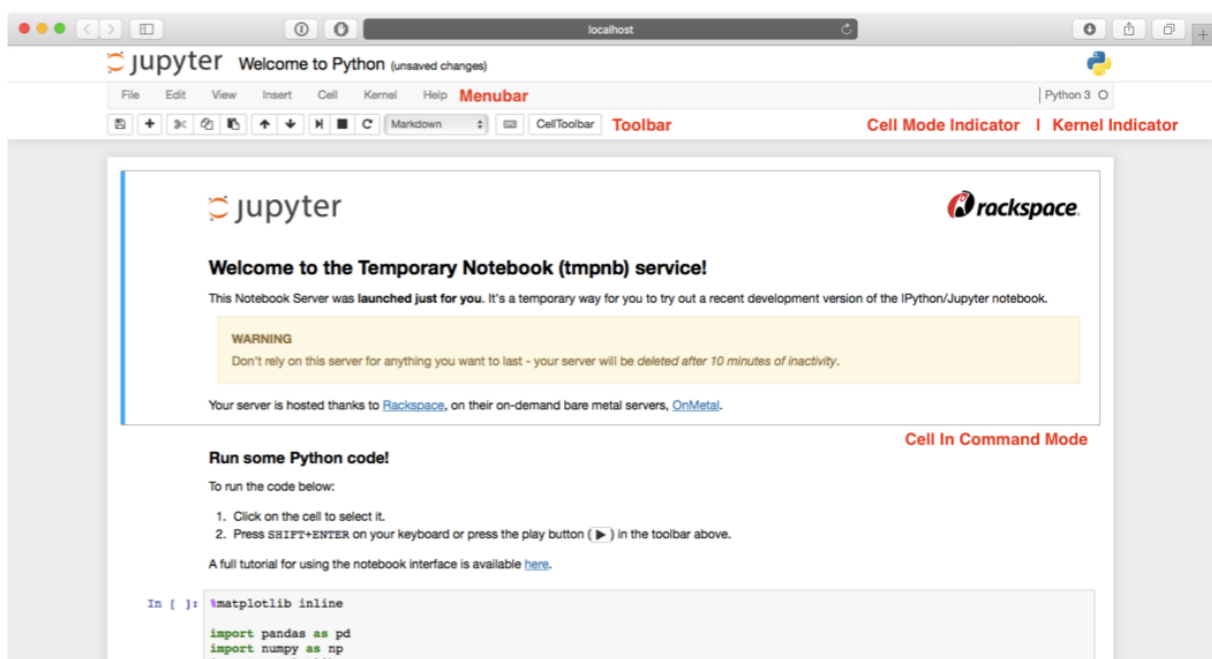 localhost
jupyter Welcome to Python (unsaved changes)
File Edit View Insert Cell Kernel Help Menubar Python 3
Markdown CellToolbar Toolbar Cell Mode Indicator | Kernel Indicator
jupyter rackspace.
Welcome to the Temporary Notebook (tmpnb) service!
This Notebook Server was launched just for you. It's a temporary way for you to try out a recent development version of the IPython/Jupyter notebook.
WARNING
Don't rely on this server for anything you want to last - your server will be deleted after 10 minutes of inactivity.
Your server is hosted thanks to Rackspace, on their on-demand bare metal servers, OnMetal.
Cell In Command Mode
Run some Python code!
To run the code below:
1. Click on the cell to select it.
2. Press SHIFT+ENTER on your keyboard or press the play button (▶) in the toolbar above.
A full tutorial for using the notebook interface is available here.
In [ ]: %matplotlib inline
import pandas as pd
import numpy as np